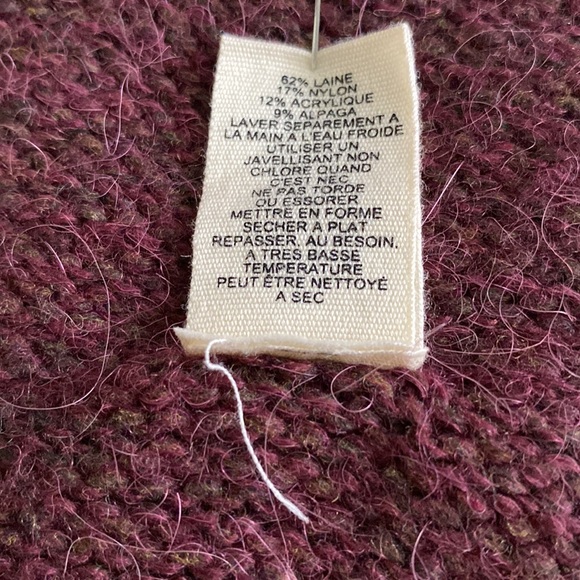 62% LAINE
17% NYLON
12% ACRYLIQUE
9% ALPAGA
LAVER SEPAREMENT A
LA MAIN A L'EAU FROIDE
UTILISER UN
JAVELLISANT NON
CHLORE QUAND
C'EST NEC
NE PAS TORDE
OU ESSORER
METTRE EN FORME
SECHER A PLAT
REPASSER, AU BESOIN,
A TRES BASSE
TEMPERATURE
PEUT ÊTRE NETTOYÉ
A SEC